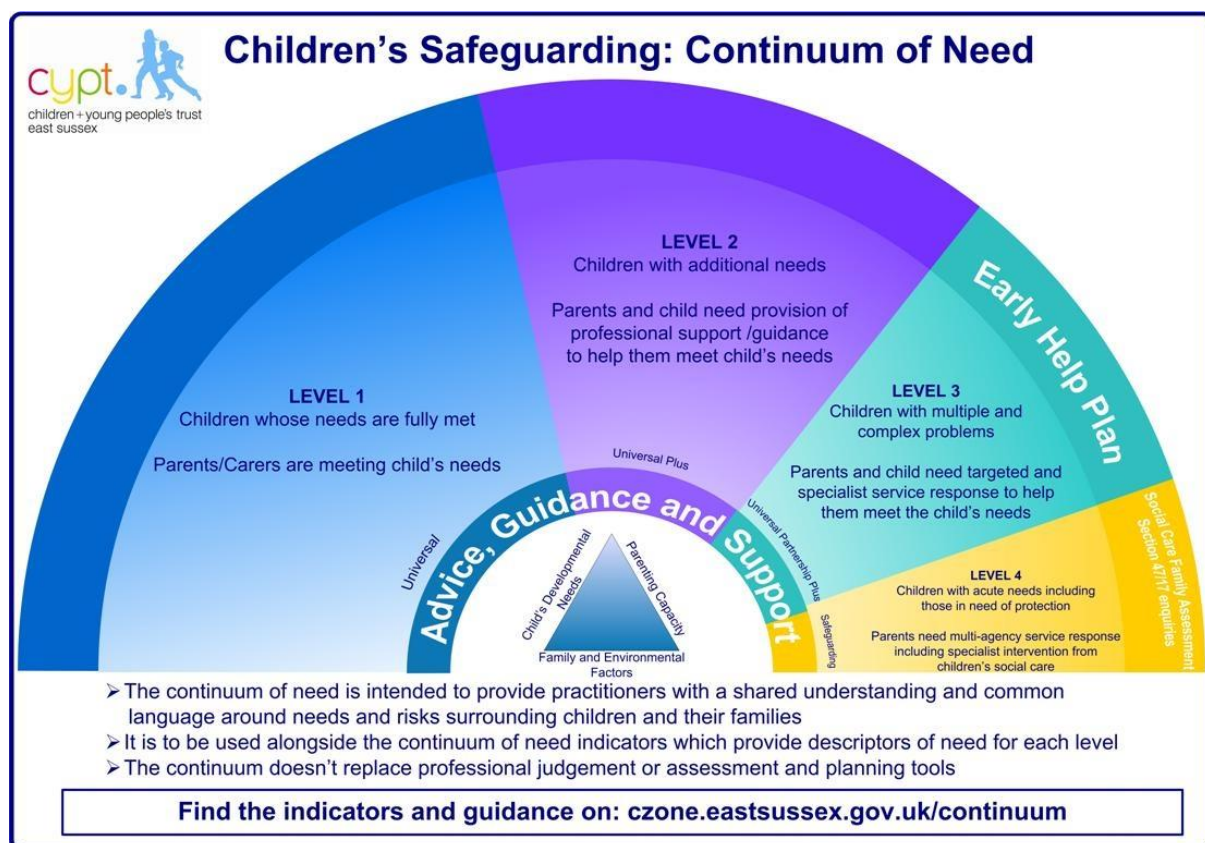 cypt.
children + young people's trust
east sussex
Children's Safeguarding: Continuum of Need
LEVEL 1
Children whose needs are fully met
Parents/Carers are meeting child's needs
LEVEL 2
Children with additional needs
Parents and child need provision of
professional support /guidance
to help them meet child's needs
LEVEL 3
Children with multiple and
complex problems
Parents and child need targeted and
specialist service response to help
them meet the child's needs
LEVEL 4
Children with acute needs including
those in need of protection
Parents need multi-agency service response
including specialist intervention from
children's social care
Early Help Plan
Social Care Family Assessment
Section 47/17 enquiries
Universal
Universal Plus
Universal Partnership Plus
Safeguarding
Advice, Guidance and Support
Child's Developmental
Needs
Parenting Capacity
Family and Environmental
Factors
➤ The continuum of need is intended to provide practitioners with a shared understanding and common
language around needs and risks surrounding children and their families
➤ It is to be used alongside the continuum of need indicators which provide descriptors of need for each level
➤ The continuum doesn't replace professional judgement or assessment and planning tools
Find the indicators and guidance on: czone.eastsussex.gov.uk/continuum